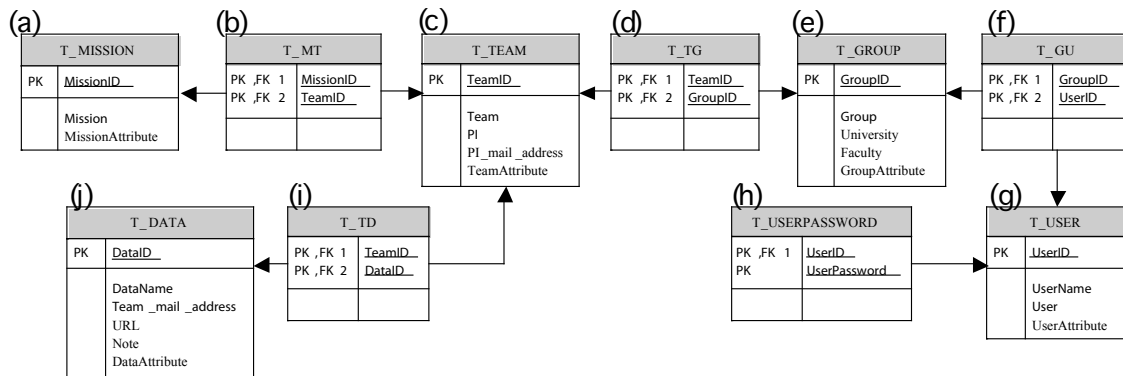 (a)
T_MISSION
PK MissionID
Mission
MissionAttribute
(b)
T_MT
PK ,FK 1 MissionID
PK ,FK 2 TeamID
(c)
T_TEAM
PK TeamID
Team
PI
PI_mail _address
TeamAttribute
(d)
T_TG
PK ,FK 1 TeamID
PK ,FK 2 GroupID
(e)
T_GROUP
PK GroupID
Group
University
Faculty
GroupAttribute
(f)
T_GU
PK ,FK 1 GroupID
PK ,FK 2 UserID
(j)
T_DATA
PK DataID
DataName
Team _mail _address
URL
Note
DataAttribute
(i)
T_TD
PK ,FK 1 TeamID
PK ,FK 2 DataID
(h)
T_USERPASSWORD
PK ,FK 1 UserID
PK UserPassword
(g)
T_USER
PK UserID
UserName
User
UserAttribute